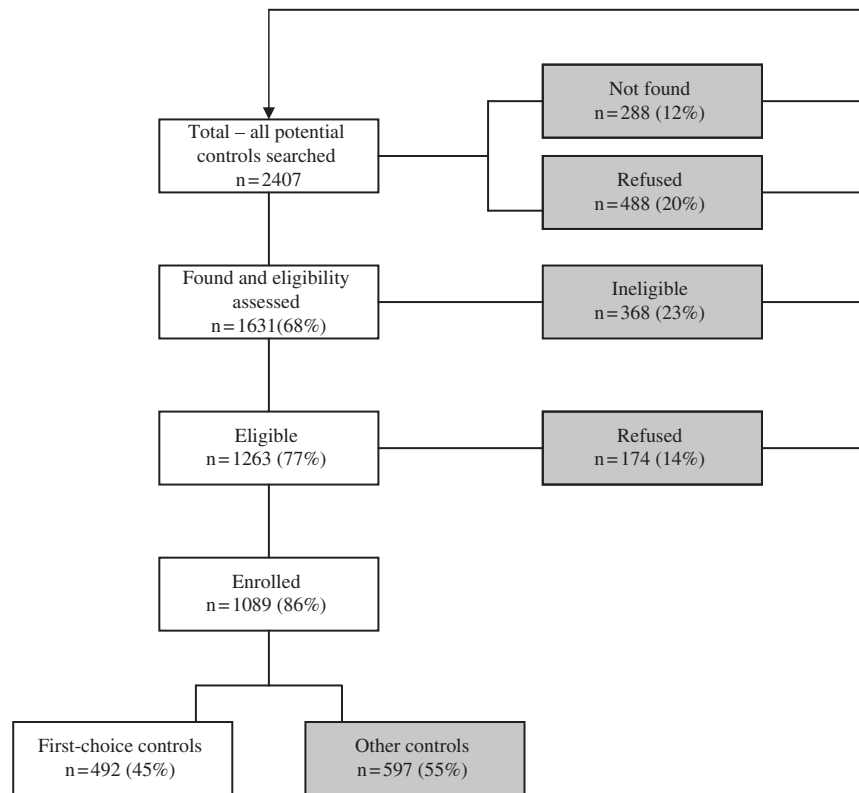 Not found
n=288 (12%)
Total – all potential
controls searched
n=2407
Refused
n=488 (20%)
Found and eligibility
assessed
n=1631(68%)
Ineligible
n=368 (23%)
Eligible
n=1263 (77%)
Refused
n=174 (14%)
Enrolled
n=1089 (86%)
First-choice controls
n=492 (45%)
Other controls
n=597 (55%)